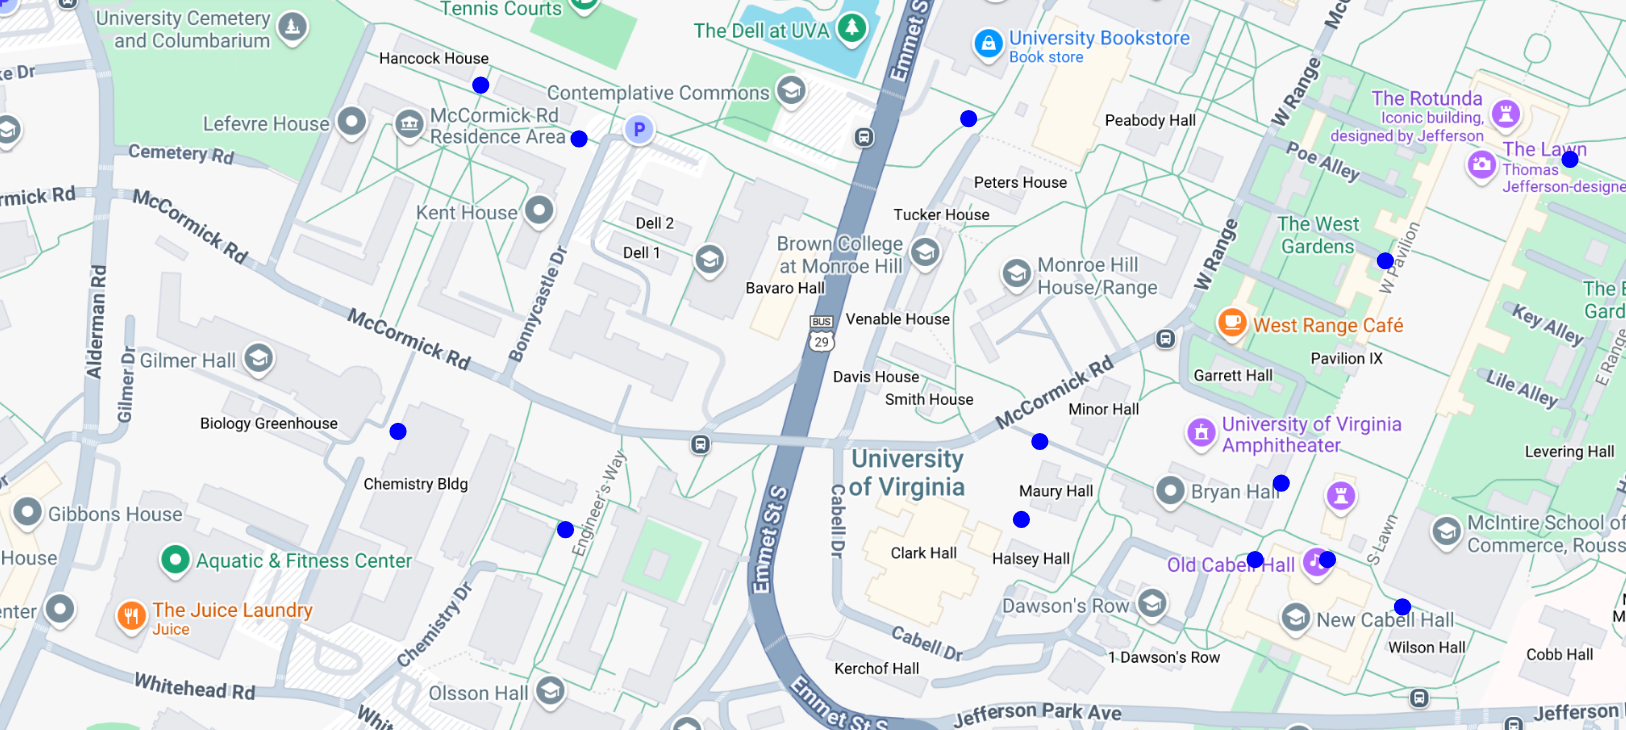 University Cemetery
and Columbarium
Tennis Courts
The Dell at UVA
Emmet S
University Bookstore
Book store
W Range
Hancock House
Contemplative Commons
McCormick Rd
Residence Area
Lefevre House
P
Peabody Hall
The Rotunda
Iconic building,
designed by Jefferson
The Lawn
Thomas
Jefferson-designe
Poe Alley
Cemetery Rd
McCormick Rd
Kent House
Dell 2
Dell 1
Peters House
Tucker House
Brown College
at Monroe Hill
Monroe Hill
House/Range
The West
Gardens
W Pavilion
W Range
Bavaro Hall
Venable House
BUS
29
West Range Café
Key Alley
Pavilion IX
E Range
Alderman Rd
Gilmer Dr
Gilmer Hall
McCormick Rd
Bonnycastle Dr
Davis House
Smith House
McCormick Rd
Garrett Hall
Lile Alley
Minor Hall
Biology Greenhouse
University of Virginia
Amphitheater
Levering Hall
University
of Virginia
Chemistry Bldg
Engineer's Way
Emmet St S
Cabell Dr
Maury Hall
Bryan Hall
Clark Hall
Halsey Hall
Gibbons House
House
Aquatic & Fitness Center
S Lawn
McIntire School of
Commerce, Rouss
Old Cabell Hall
The Juice Laundry
Juice
Dawson's Row
New Cabell Hall
Chemistry Dr
Cabell Dr
Wilson Hall
Kerchof Hall
1 Dawson's Row
Cobb Hall
Whitehead Rd
Olsson Hall
Emmet St S
Jefferson Park Ave
Jefferson